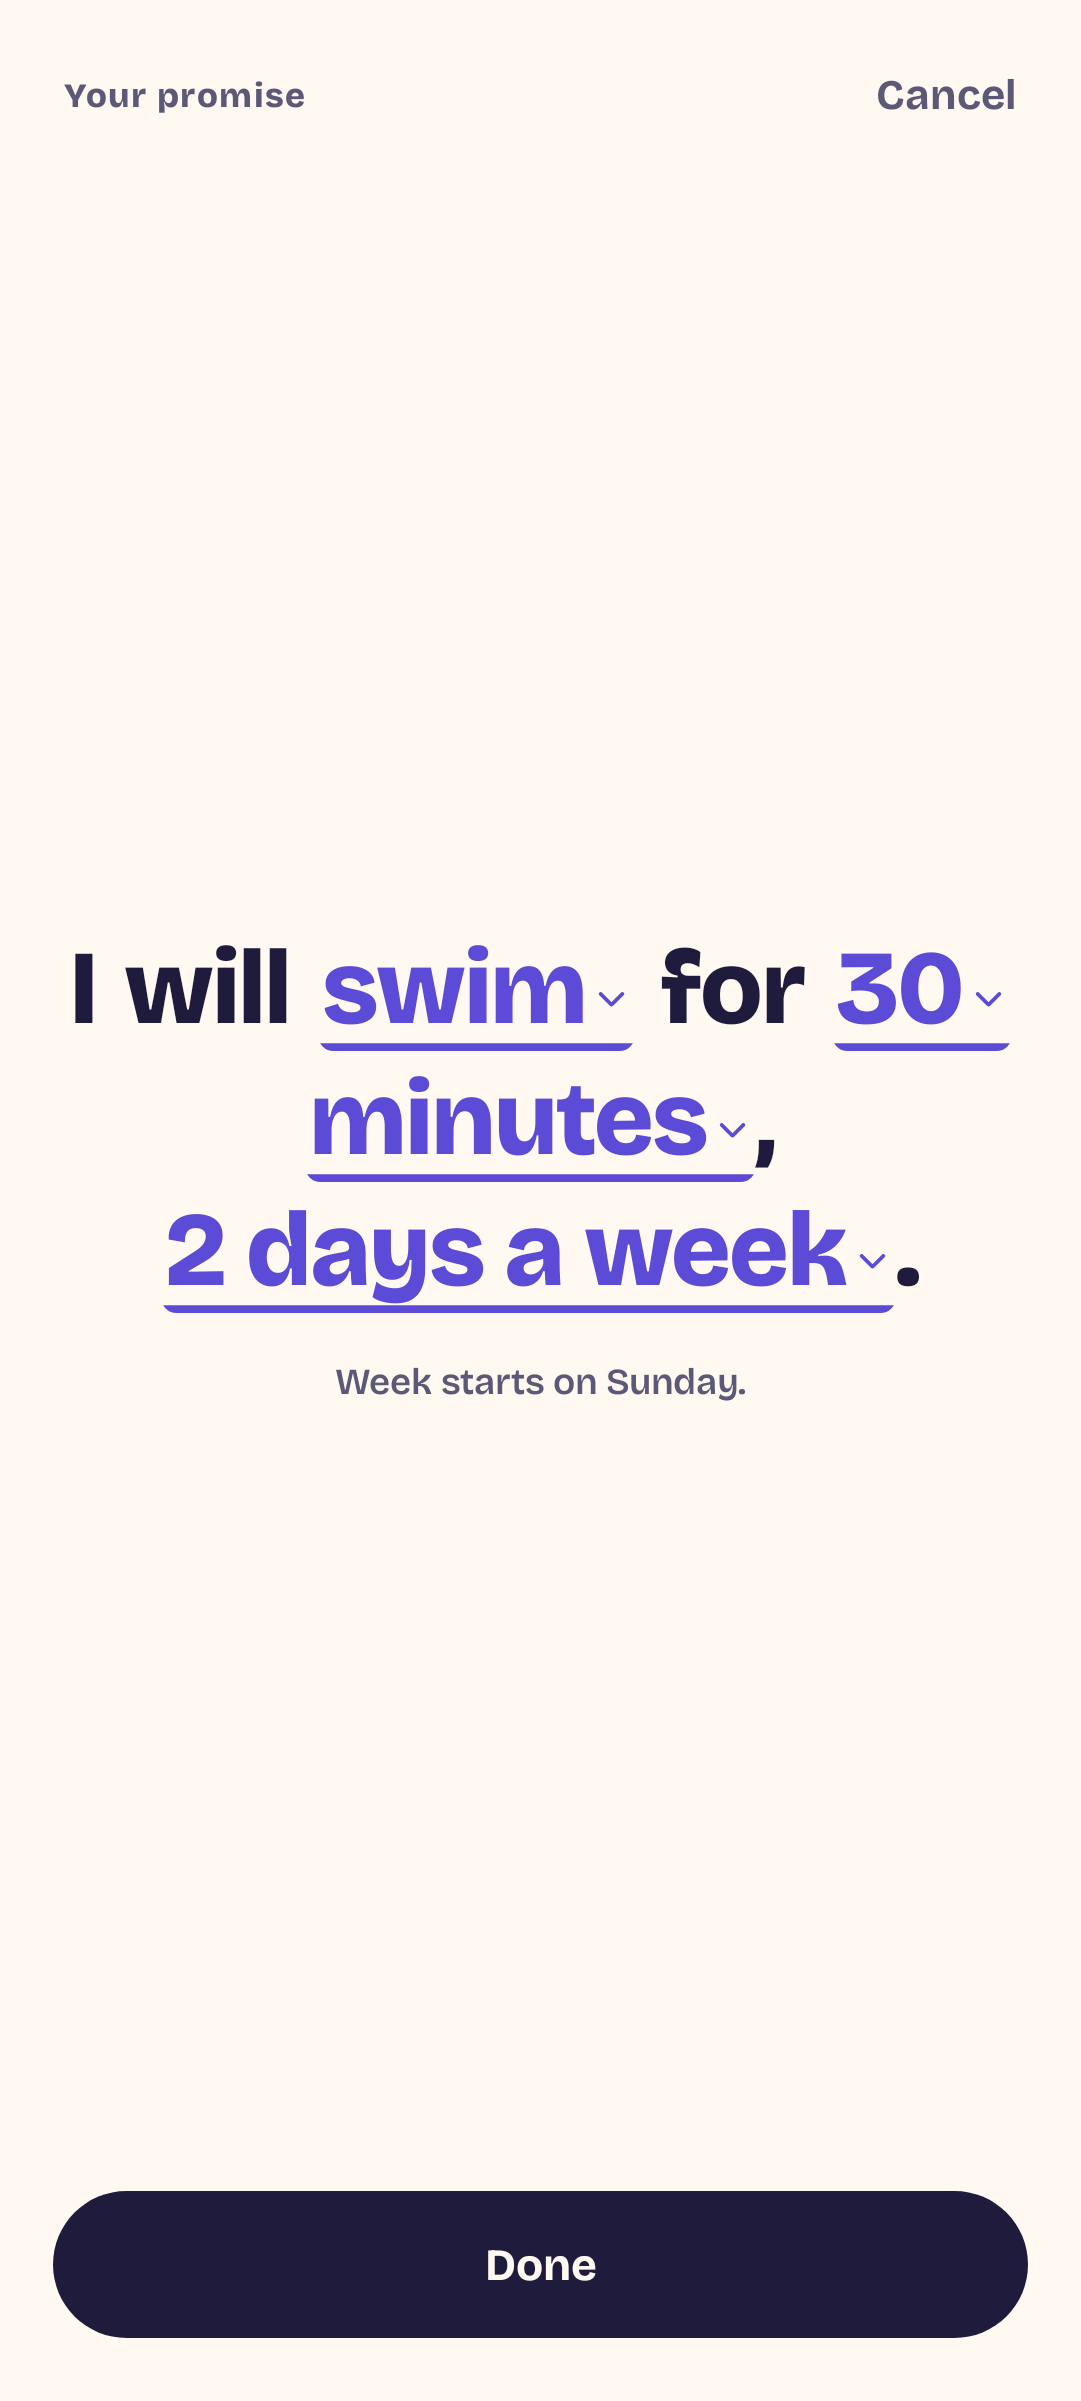 Your promise
Cancel
I will swim for 30
minutes,
2 days a week.
Week starts on Sunday.
Done